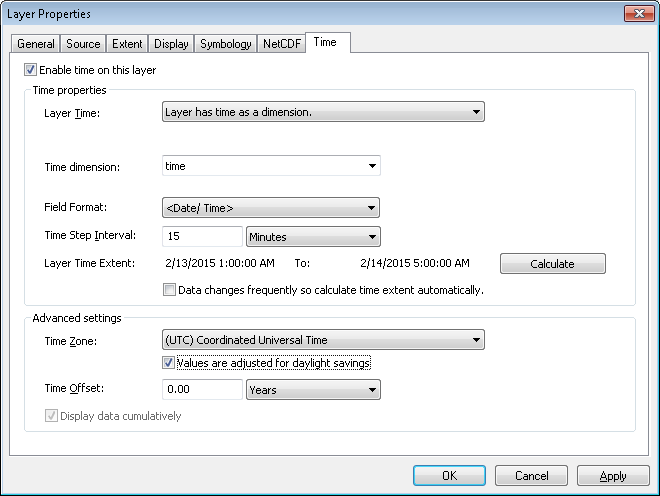 Layer Properties
General Source Extent Display Symbology NetCDF Time
Enable time on this layer
Time properties
Layer Time: Layer has time as a dimension.
Time dimension: time
Field Format: <Date/ Time>
Time Step Interval: 15 Minutes
Layer Time Extent: 2/13/2015 1:00:00 AM To: 2/14/2015 5:00:00 AM Calculate
Data changes frequently so calculate time extent automatically.
Advanced settings
Time Zone: (UTC) Coordinated Universal Time
Values are adjusted for daylight savings
Time Offset: 0.00 Years
Display data cumulatively
OK Cancel Apply